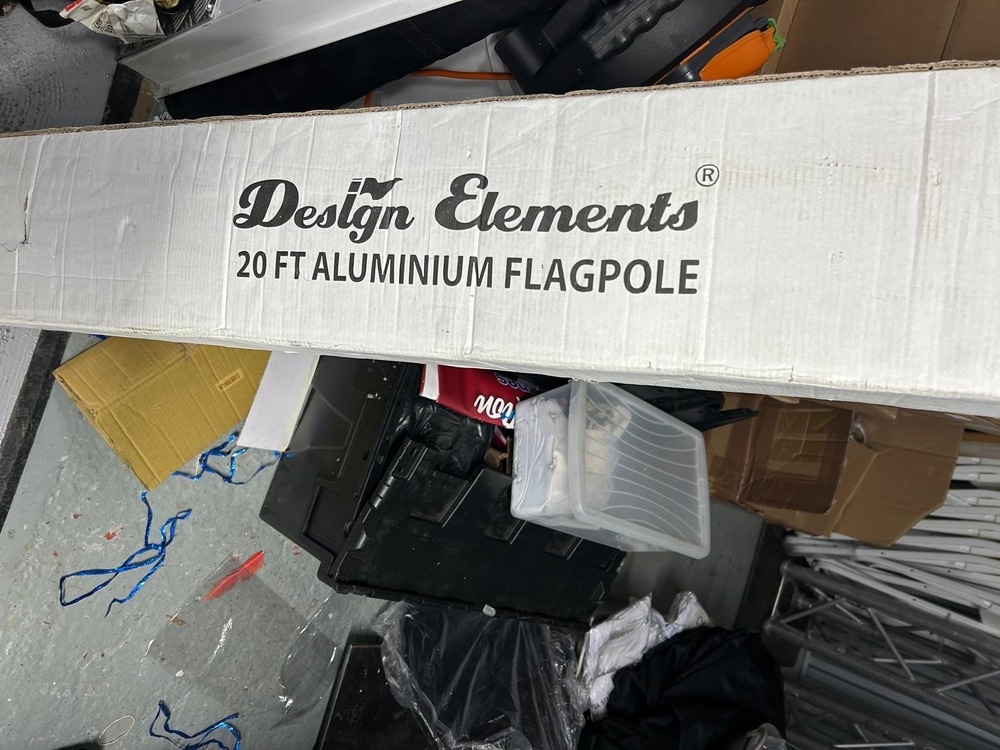 Design Elements®
20 FT ALUMINIUM FLAGPOLE